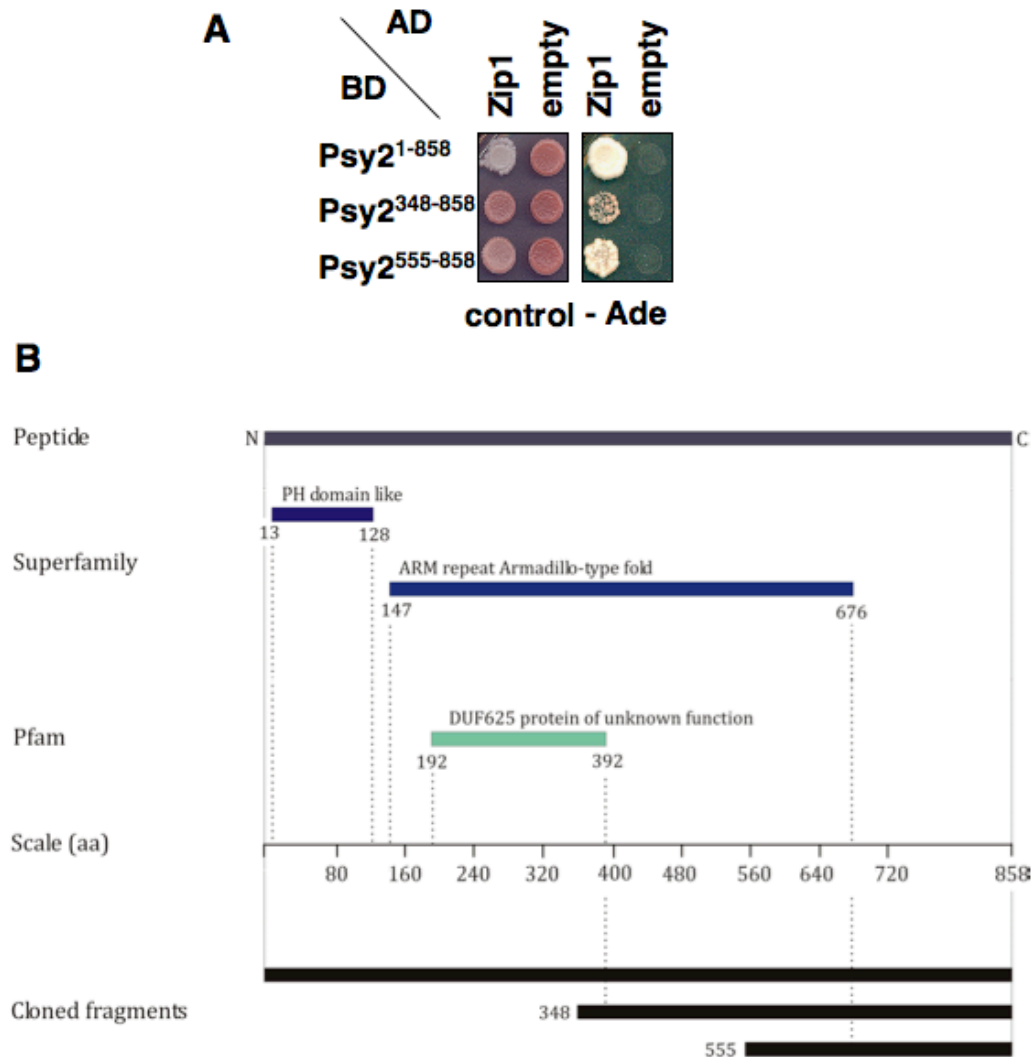 A
AD
BD
Zip1 empty Zip1 empty
Psy2^1-858
Psy2^348-858
Psy2^555-858
control - Ade
B
Peptide N C
PH domain like
13 128
Superfamily
ARM repeat Armadillo-type fold
147 676
DUF625 protein of unknown function
Pfam
192 392
Scale (aa)
80 160 240 320 400 480 560 640 720 858
Cloned fragments
348
555